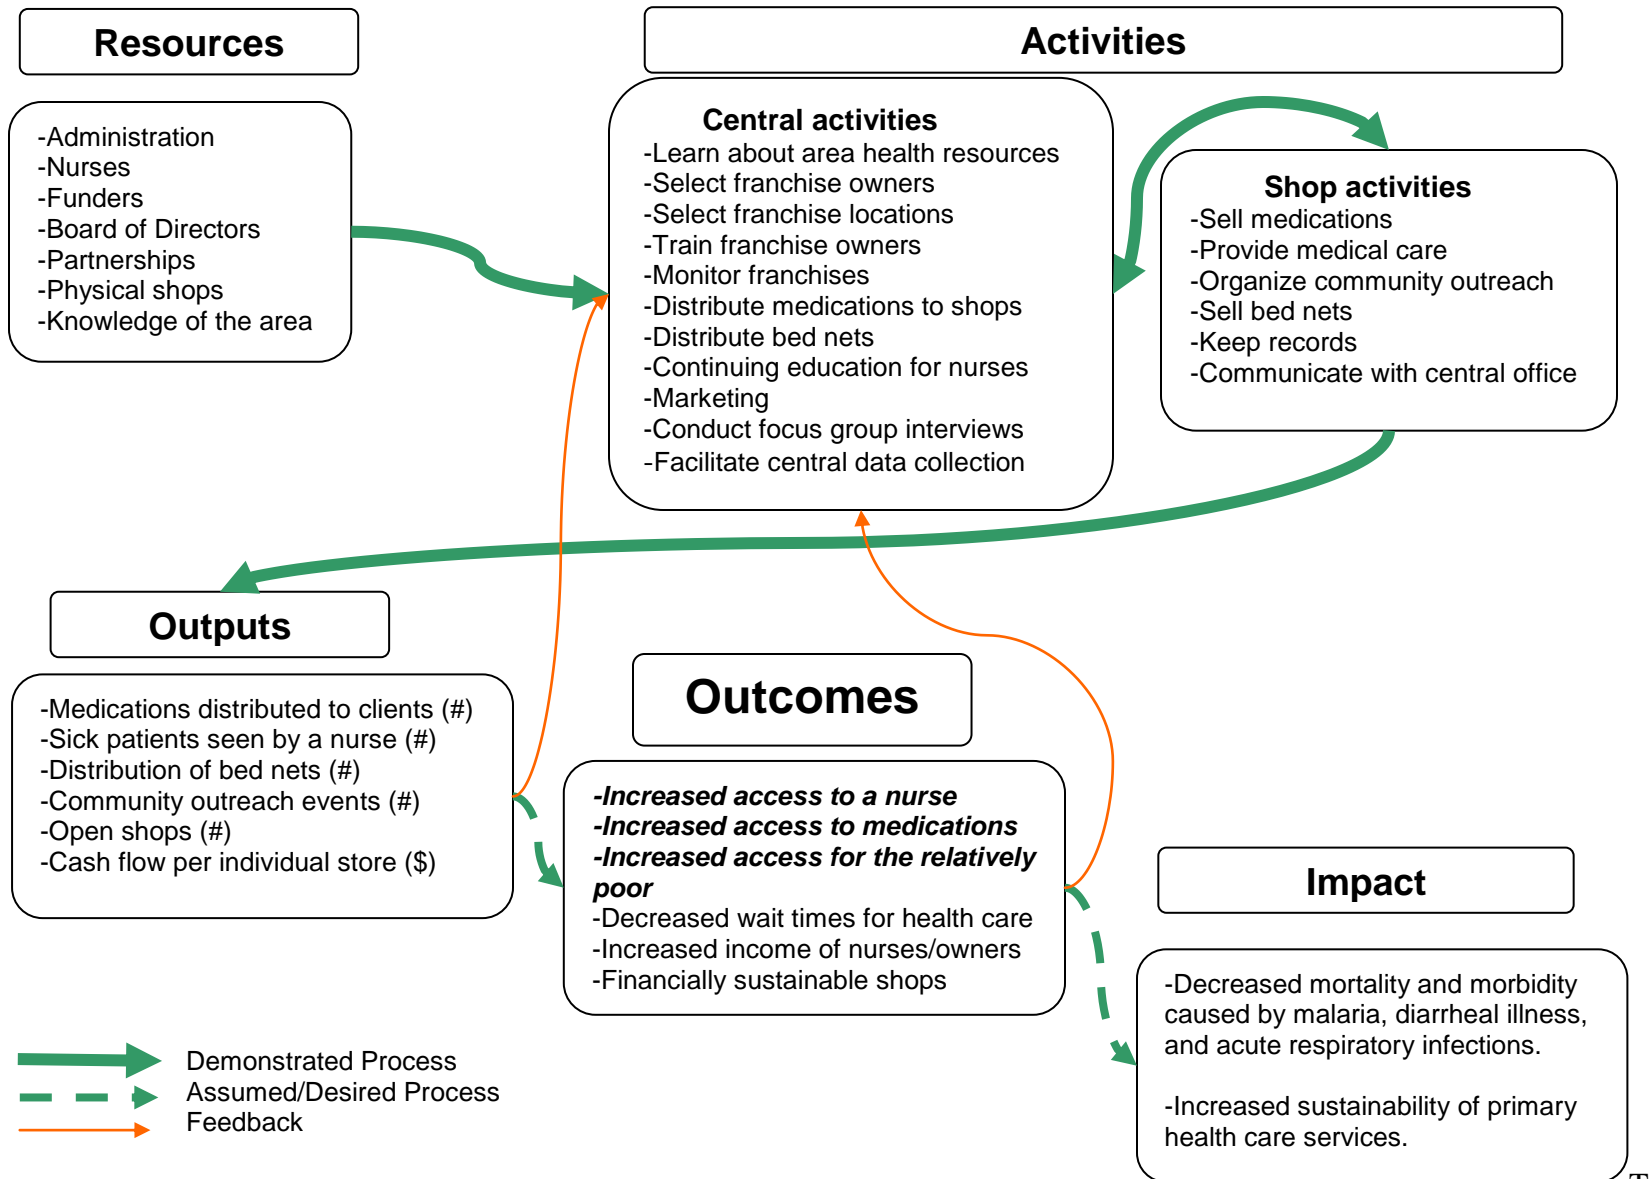 Resources
-Administration
-Nurses
-Funders
-Board of Directors
-Partnerships
-Physical shops
-Knowledge of the area
Activities
Central activities
-Learn about area health resources
-Select franchise owners
-Select franchise locations
-Train franchise owners
-Monitor franchises
-Distribute medications to shops
-Distribute bed nets
-Continuing education for nurses
-Marketing
-Conduct focus group interviews
-Facilitate central data collection
Shop activities
-Sell medications
-Provide medical care
-Organize community outreach
-Sell bed nets
-Keep records
-Communicate with central office
Outputs
-Medications distributed to clients (#)
-Sick patients seen by a nurse (#)
-Distribution of bed nets (#)
-Community outreach events (#)
-Open shops (#)
-Cash flow per individual store ($)
Outcomes
-Increased access to a nurse
-Increased access to medications
-Increased access for the relatively
poor
-Decreased wait times for health care
-Increased income of nurses/owners
-Financially sustainable shops
Impact
-Decreased mortality and morbidity
caused by malaria, diarrheal illness,
and acute respiratory infections.
-Increased sustainability of primary
health care services.
Demonstrated Process
Assumed/Desired Process
Feedback